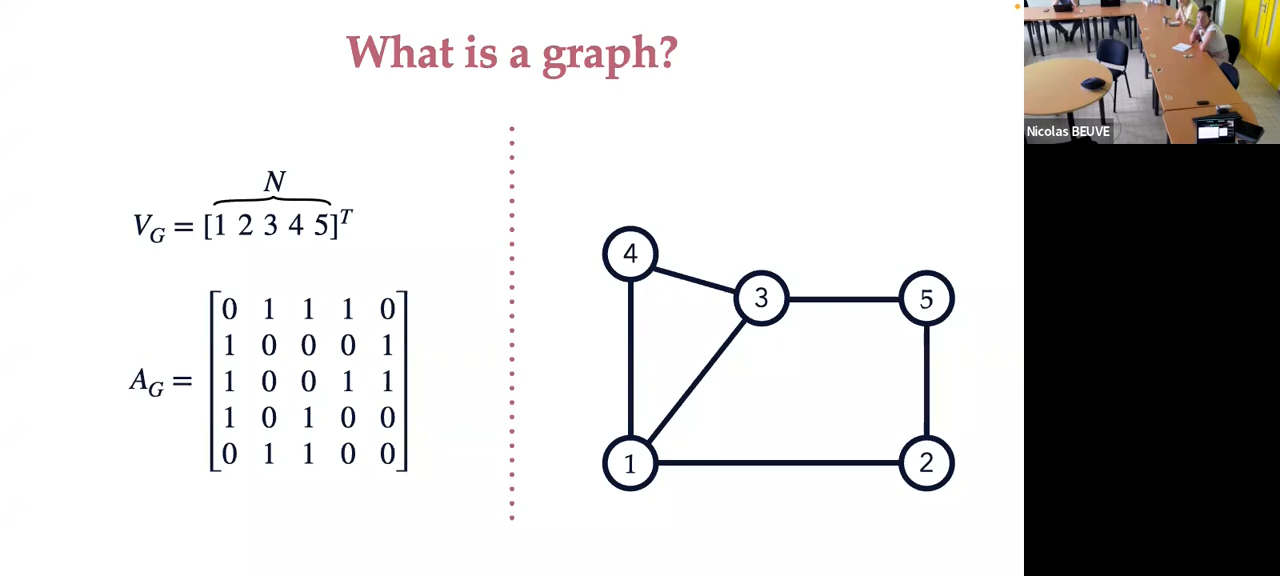 What is a graph?
N
V_G = [1 2 3 4 5]^T
A_G =
0 1 1 1 0
1 0 0 0 1
1 0 0 1 1
1 0 1 0 0
0 1 1 0 0
4
3
5
1
2
Nicolas BEUVE